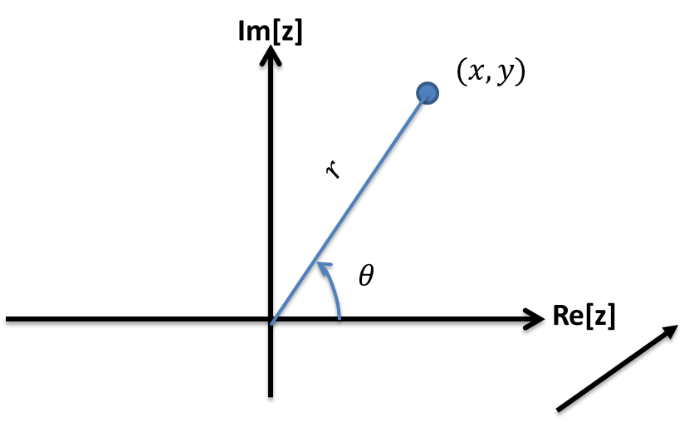 Im[z]
(x, y)
r
θ
Re[z]